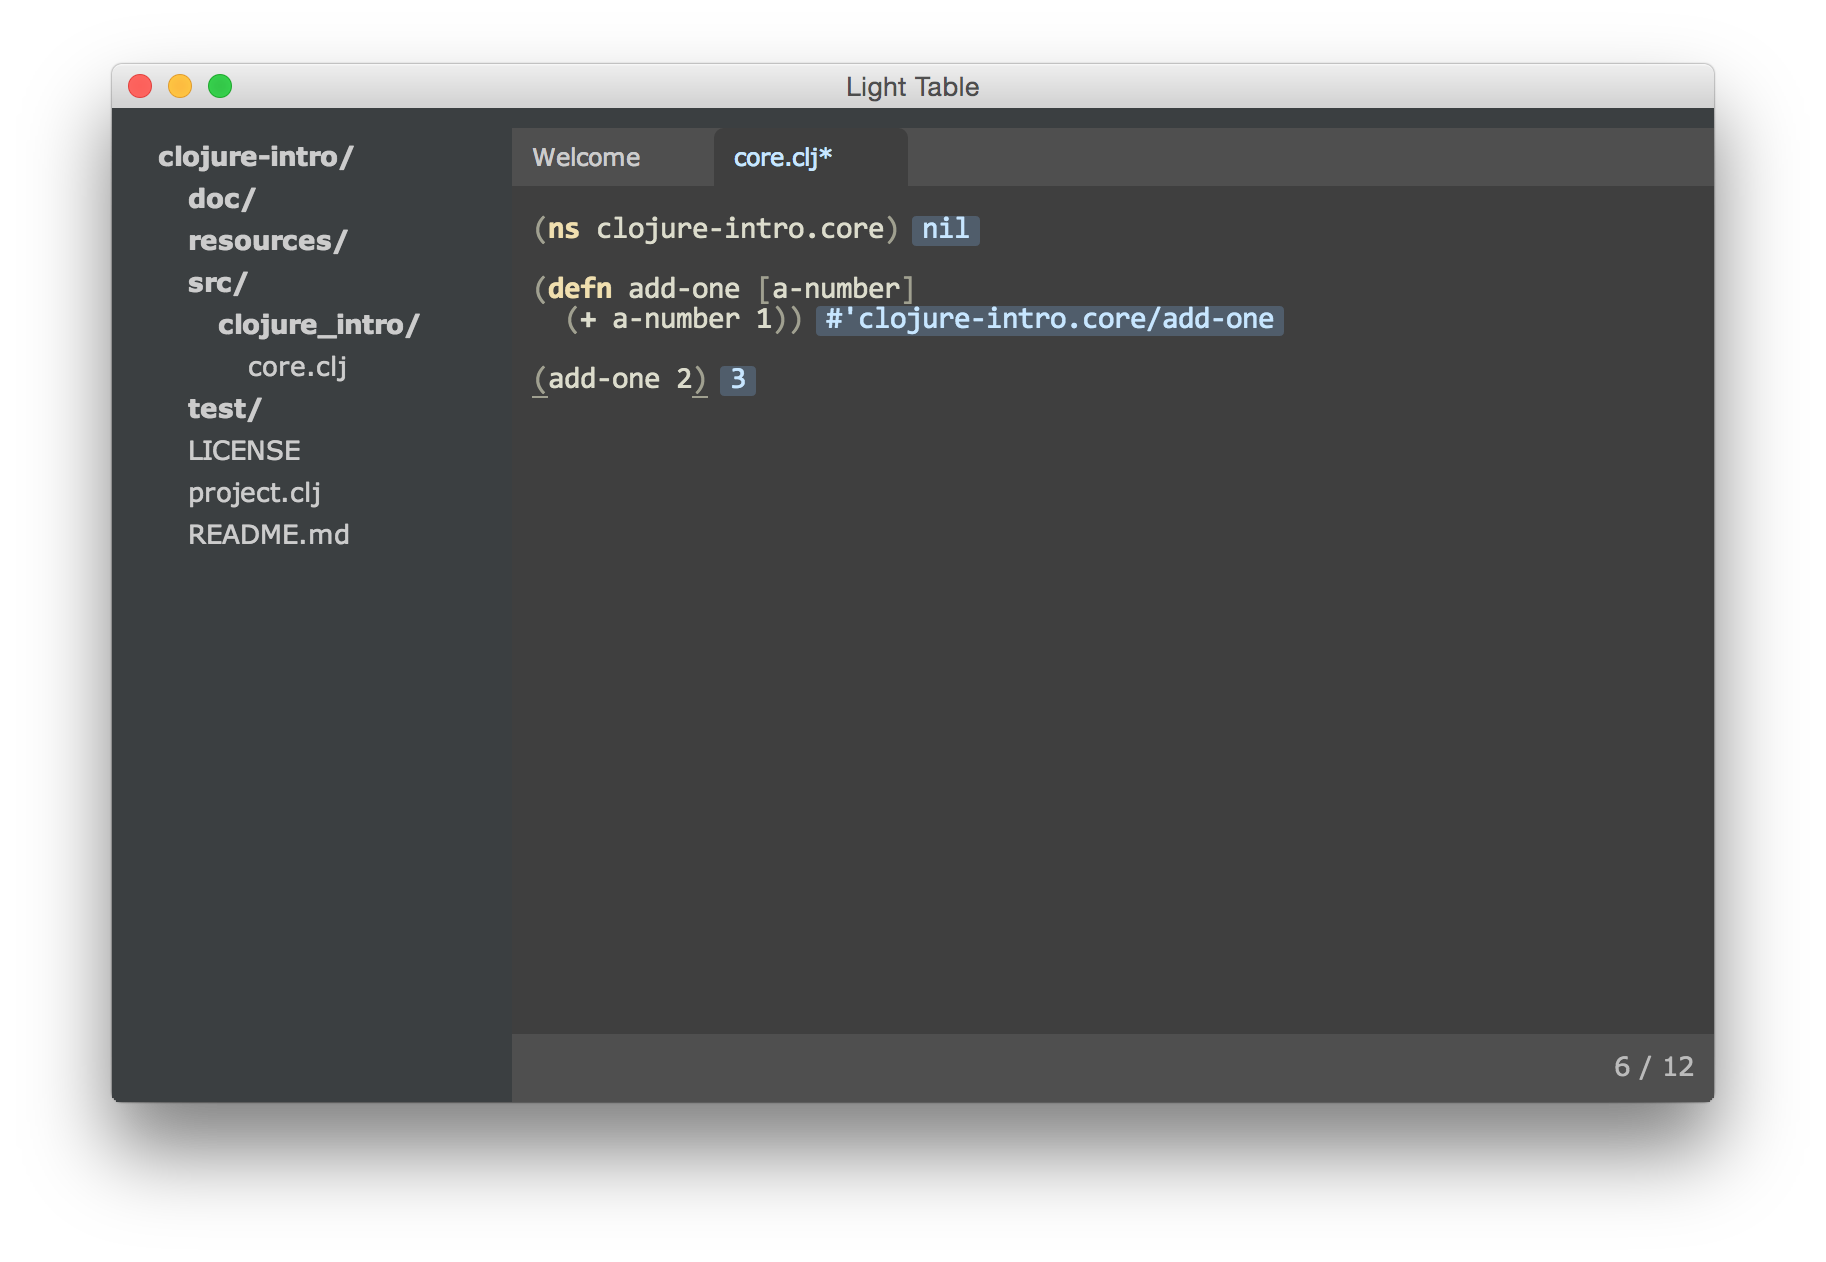 Light Table
clojure-intro/
doc/
resources/
src/
clojure_intro/
core.clj
test/
LICENSE
project.clj
README.md
Welcome
core.clj*
(ns clojure-intro.core) nil
(defn add-one [a-number]
(+ a-number 1)) #'clojure-intro.core/add-one
(add-one 2) 3
6 / 12